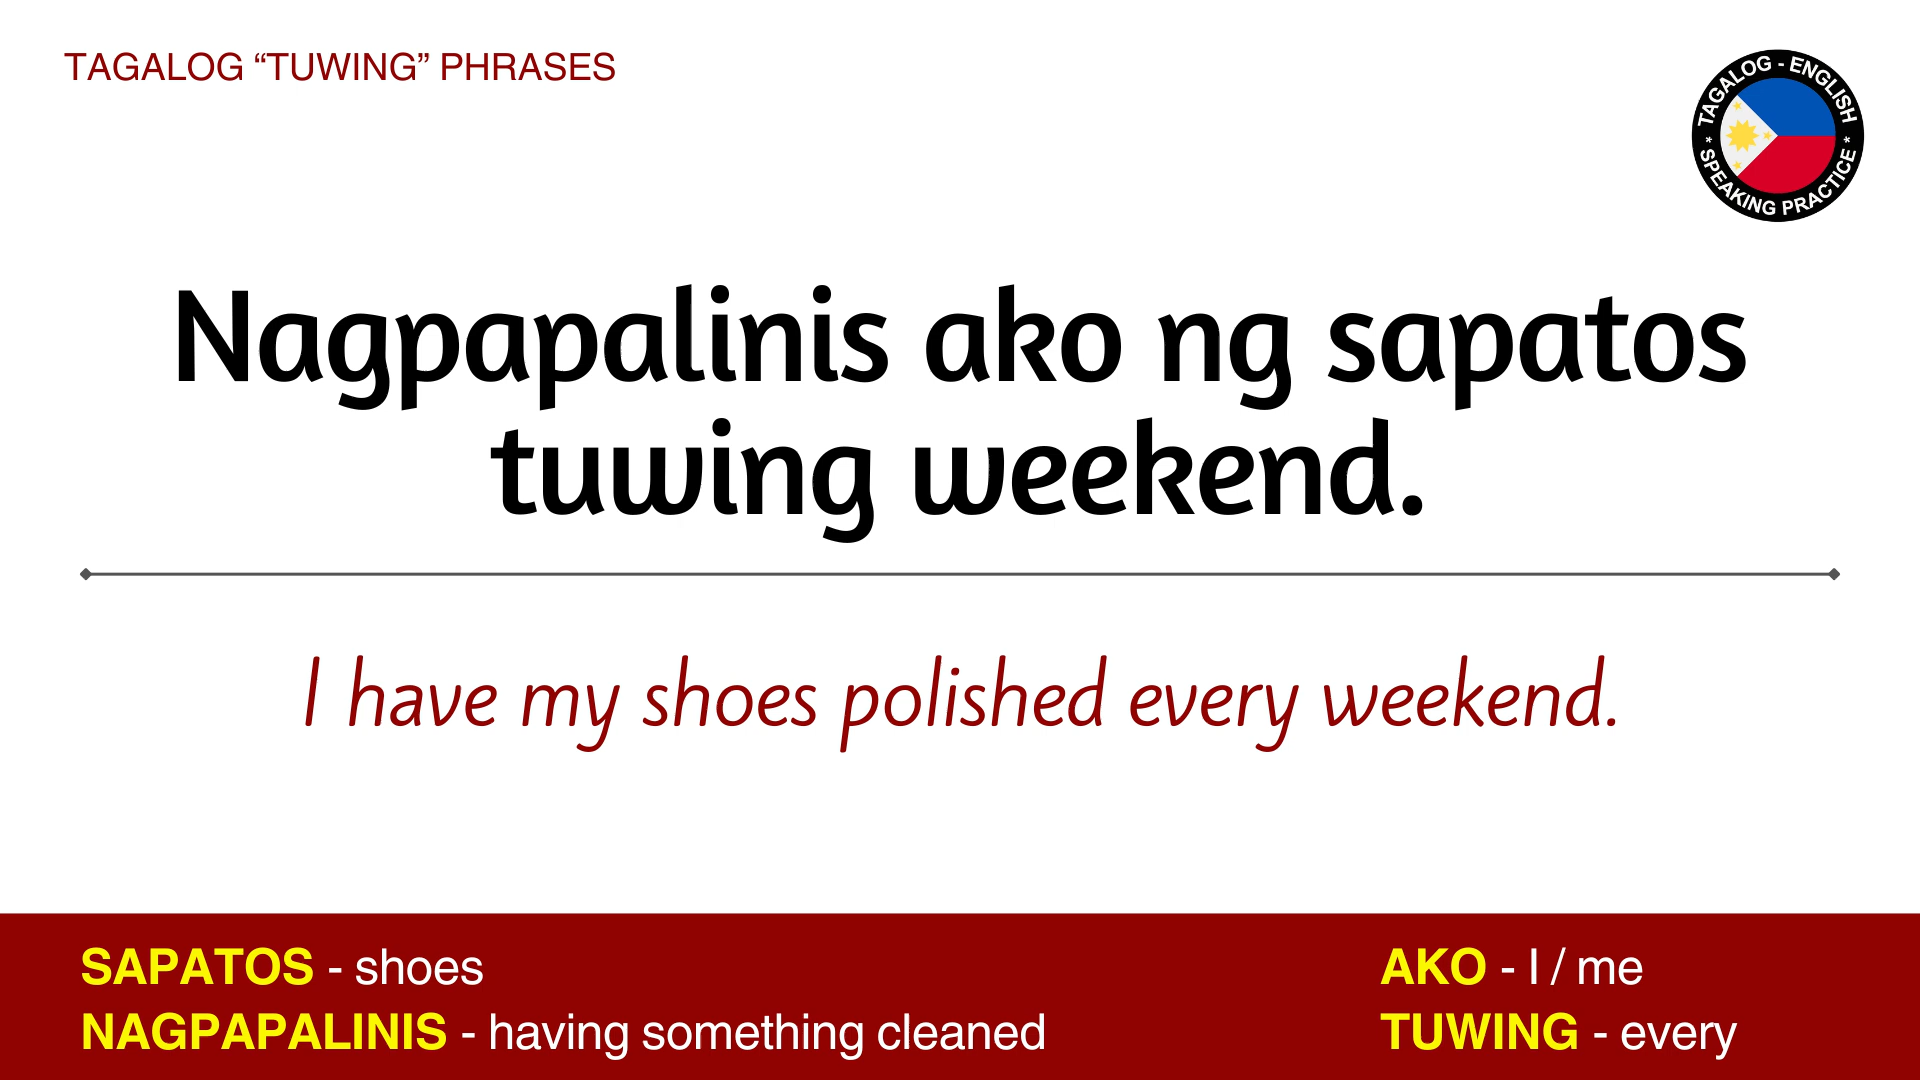 TAGALOG “TUWING” PHRASES
TAGALOG - ENGLISH
* SPEAKING PRACTICE *
Nagpapalinis ako ng sapatos
tuwing weekend.
I have my shoes polished every weekend.
SAPATOS - shoes
NAGPAPALINIS - having something cleaned
AKO - I / me
TUWING - every